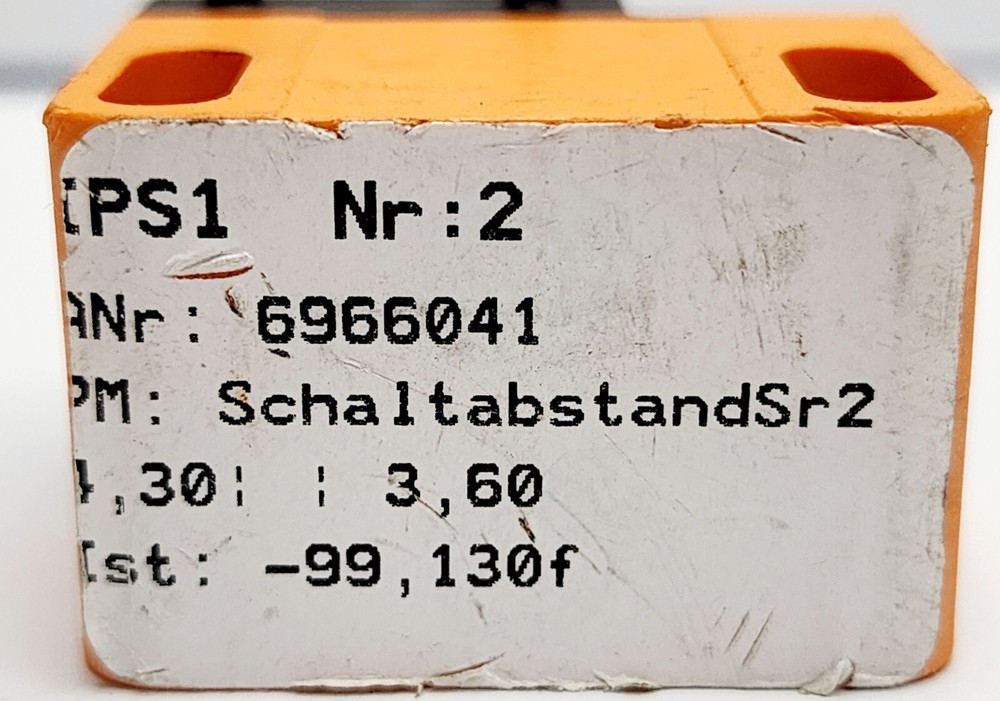 IPS1 Nr:2
ANr: 6966041
PM: SchaltabstandSr2
4,30¦ ¦ 3,60
Ist: -99,130f